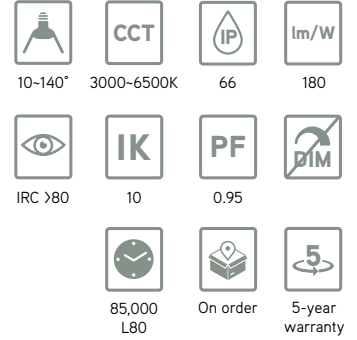 CCT
IP
lm/W
10~140°
3000~6500K
66
180
IK
PF
DIM
IRC >80
10
0.95
5
85,000
L80
On order
5-year
warranty